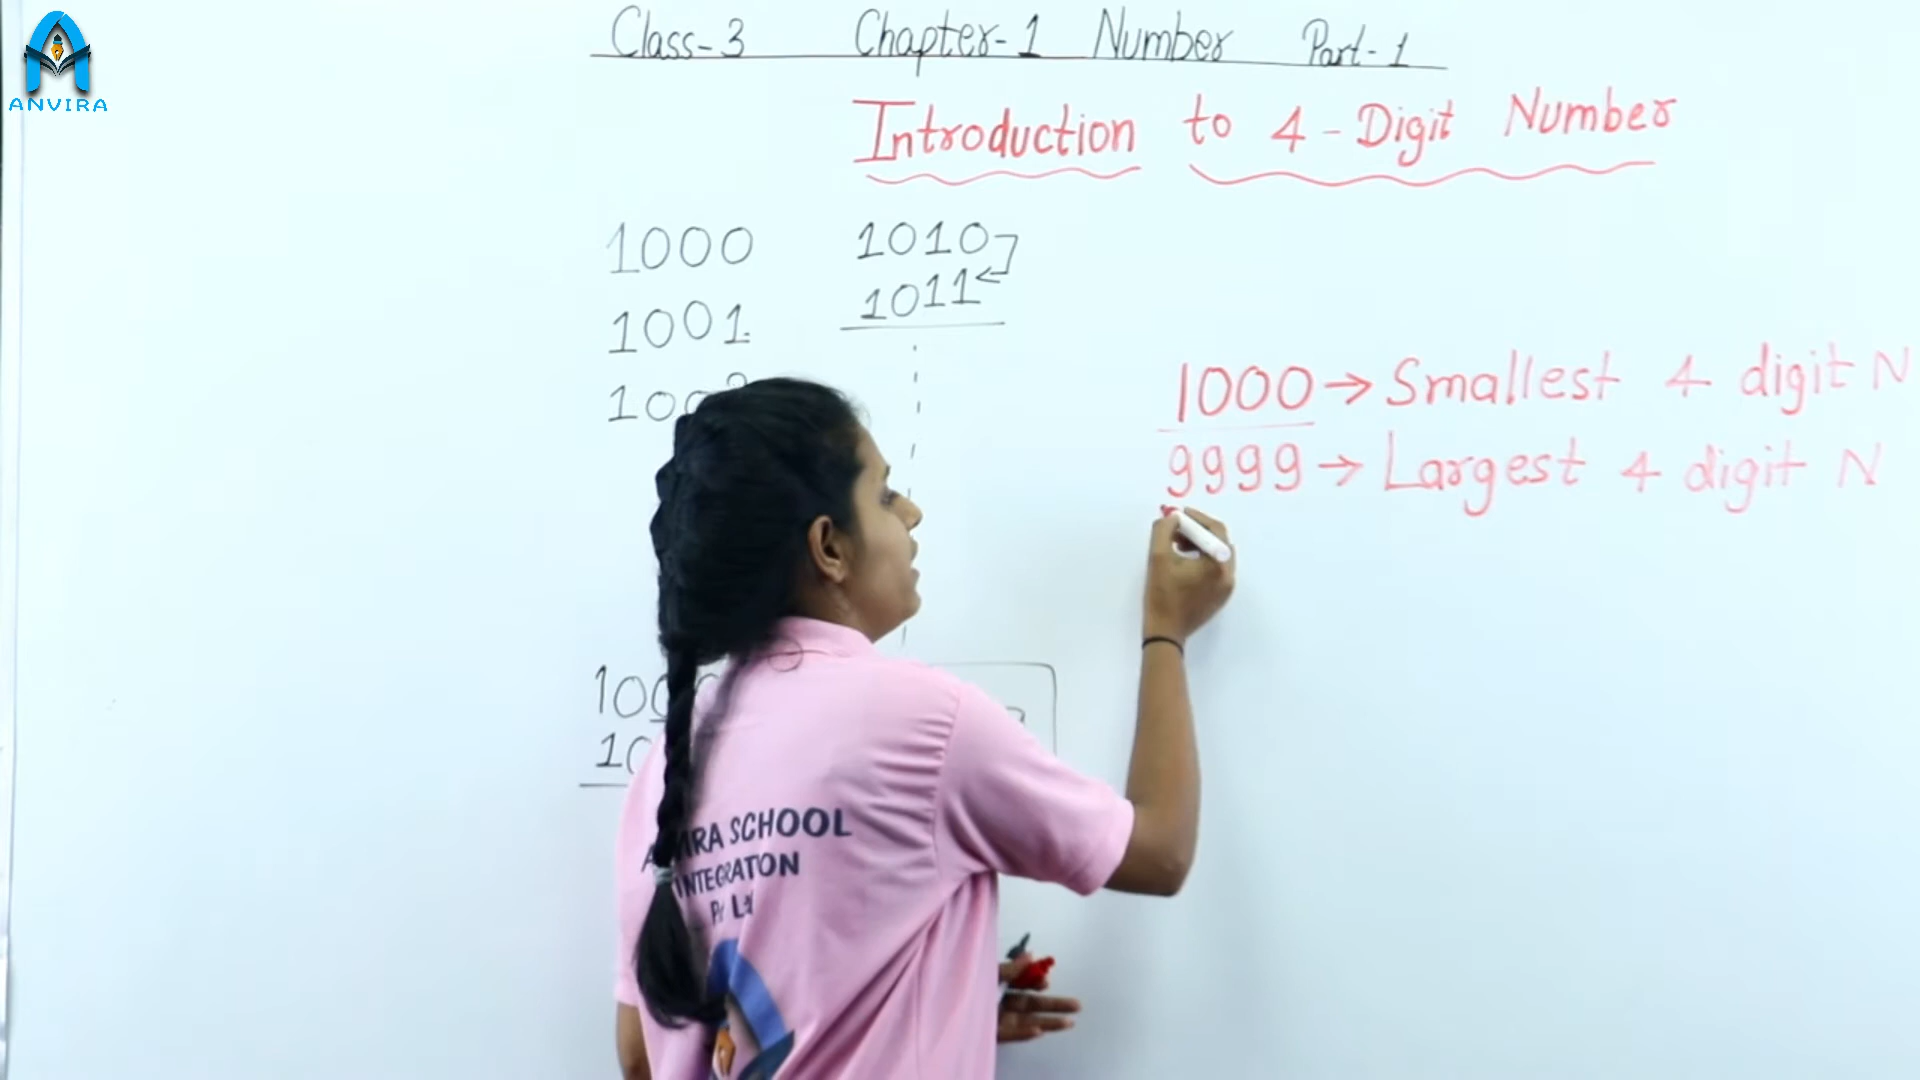 ANVIRA
Class-3 Chapter-1 Number Part-1
Introduction to 4-Digit Number
1000
1001
1010
1011
1000 → Smallest 4 digit N
9999 → Largest 4 digit N
SCHOOL
INTEGRATION